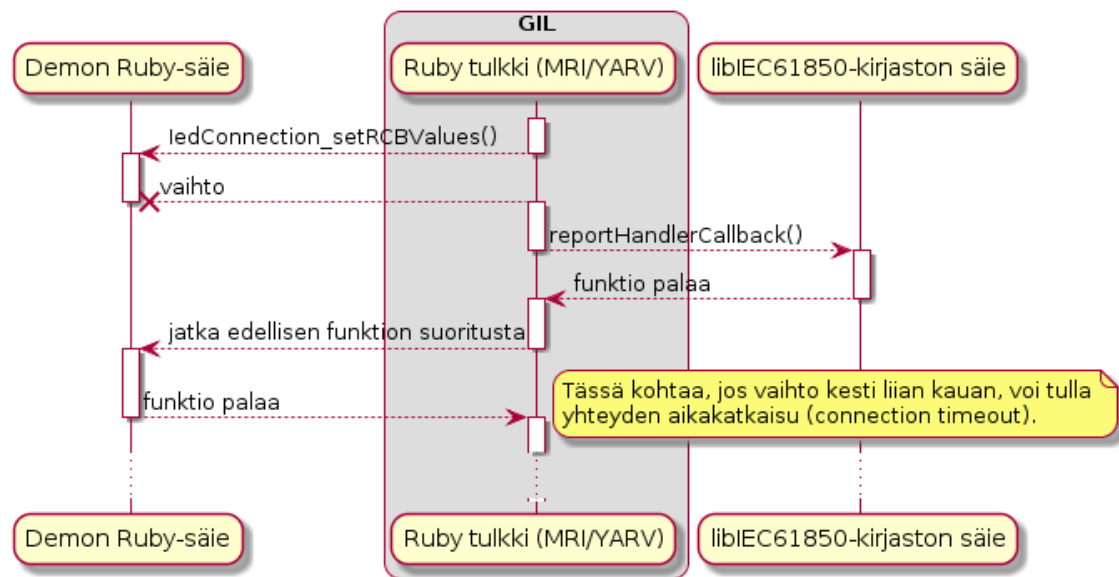 GIL
Demon Ruby-säie
Ruby tulkki (MRI/YARV)
libIEC61850-kirjaston säie
IedConnection_setRCBValues()
vaihto
reportHandlerCallback()
funktio palaa
jatka edellisen funktion suoritusta
Tässä kohtaa, jos vaihto kesti liian kauan, voi tulla
yhteyden aikakatkaisu (connection timeout).
funktio palaa
Demon Ruby-säie
Ruby tulkki (MRI/YARV)
libIEC61850-kirjaston säie